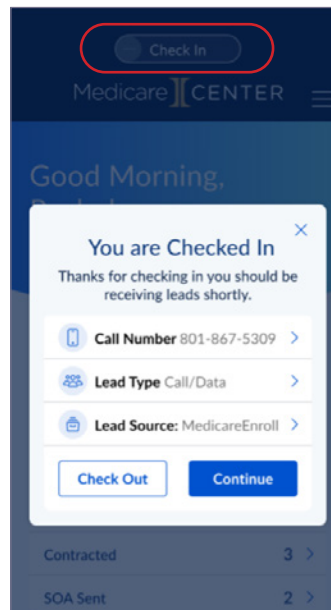 Check In
Medicare CENTER
Good Morning,
You are Checked In
Thanks for checking in you should be
receiving leads shortly.
Call Number 801-867-5309
Lead Type Call/Data
Lead Source: MedicareEnroll
Check Out
Continue
Contracted 3
SOA Sent 2